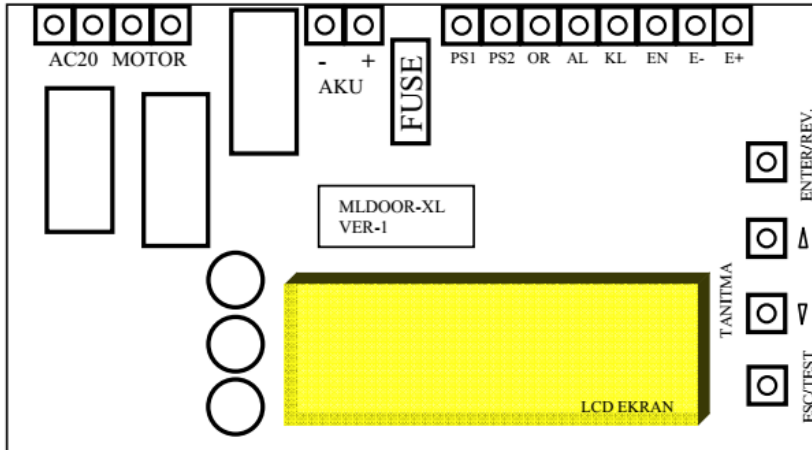 AC20 MOTOR
- +
AKU
FUSE
PS1 PS2 OR AL KL EN E- E+
MLDOOR-XL
VER-1
ENTER/REV.
TANITMA
ESC/TEST
LCD EKRAN